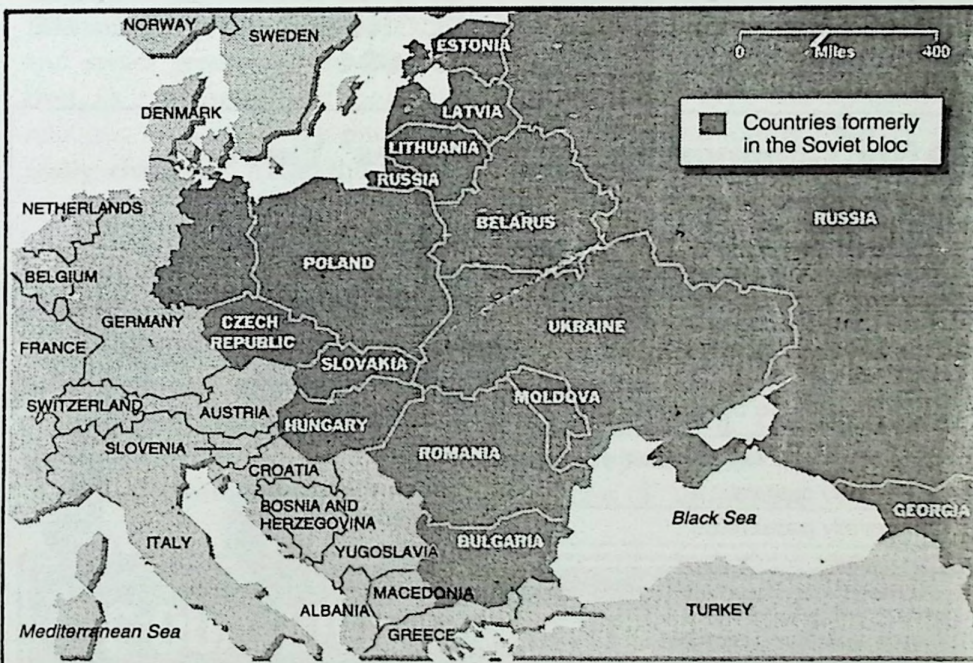 NORWAY
SWEDEN
ESTONIA
0 Miles 400
DENMARK
LATVIA
Countries formerly
in the Soviet bloc
LITHUANIA
RUSSIA
NETHERLANDS
BELARUS
RUSSIA
BELGIUM
POLAND
GERMANY
CZECH
REPUBLIC
UKRAINE
FRANCE
SLOVAKIA
SWITZERLAND
AUSTRIA
MOLDOVA
HUNGARY
SLOVENIA
ROMANIA
CROATIA
BOSNIA AND
HERZEGOVINA
GEORGIA
Black Sea
ITALY
YUGOSLAVIA
BULGARIA
MACEDONIA
ALBANIA
TURKEY
Mediterranean Sea
GREECE